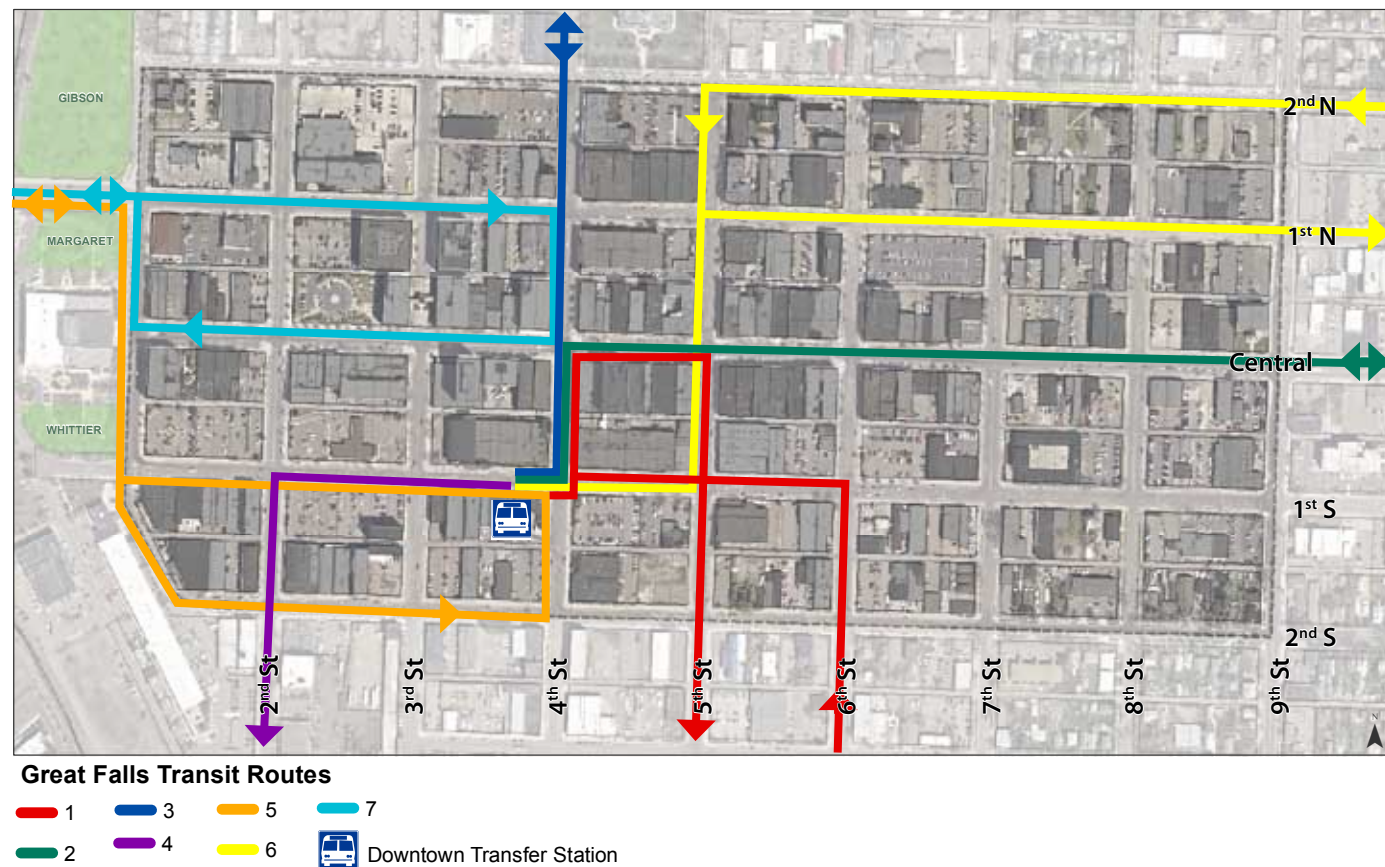 GIBSON
2nd N
1st N
MARGARET
Central
WHITTIER
1st S
2nd S
2nd St
3rd St
4th St
5th St
6th St
7th St
8th St
9th St
N
Great Falls Transit Routes
1 3 5 7
2 4 6 Downtown Transfer Station